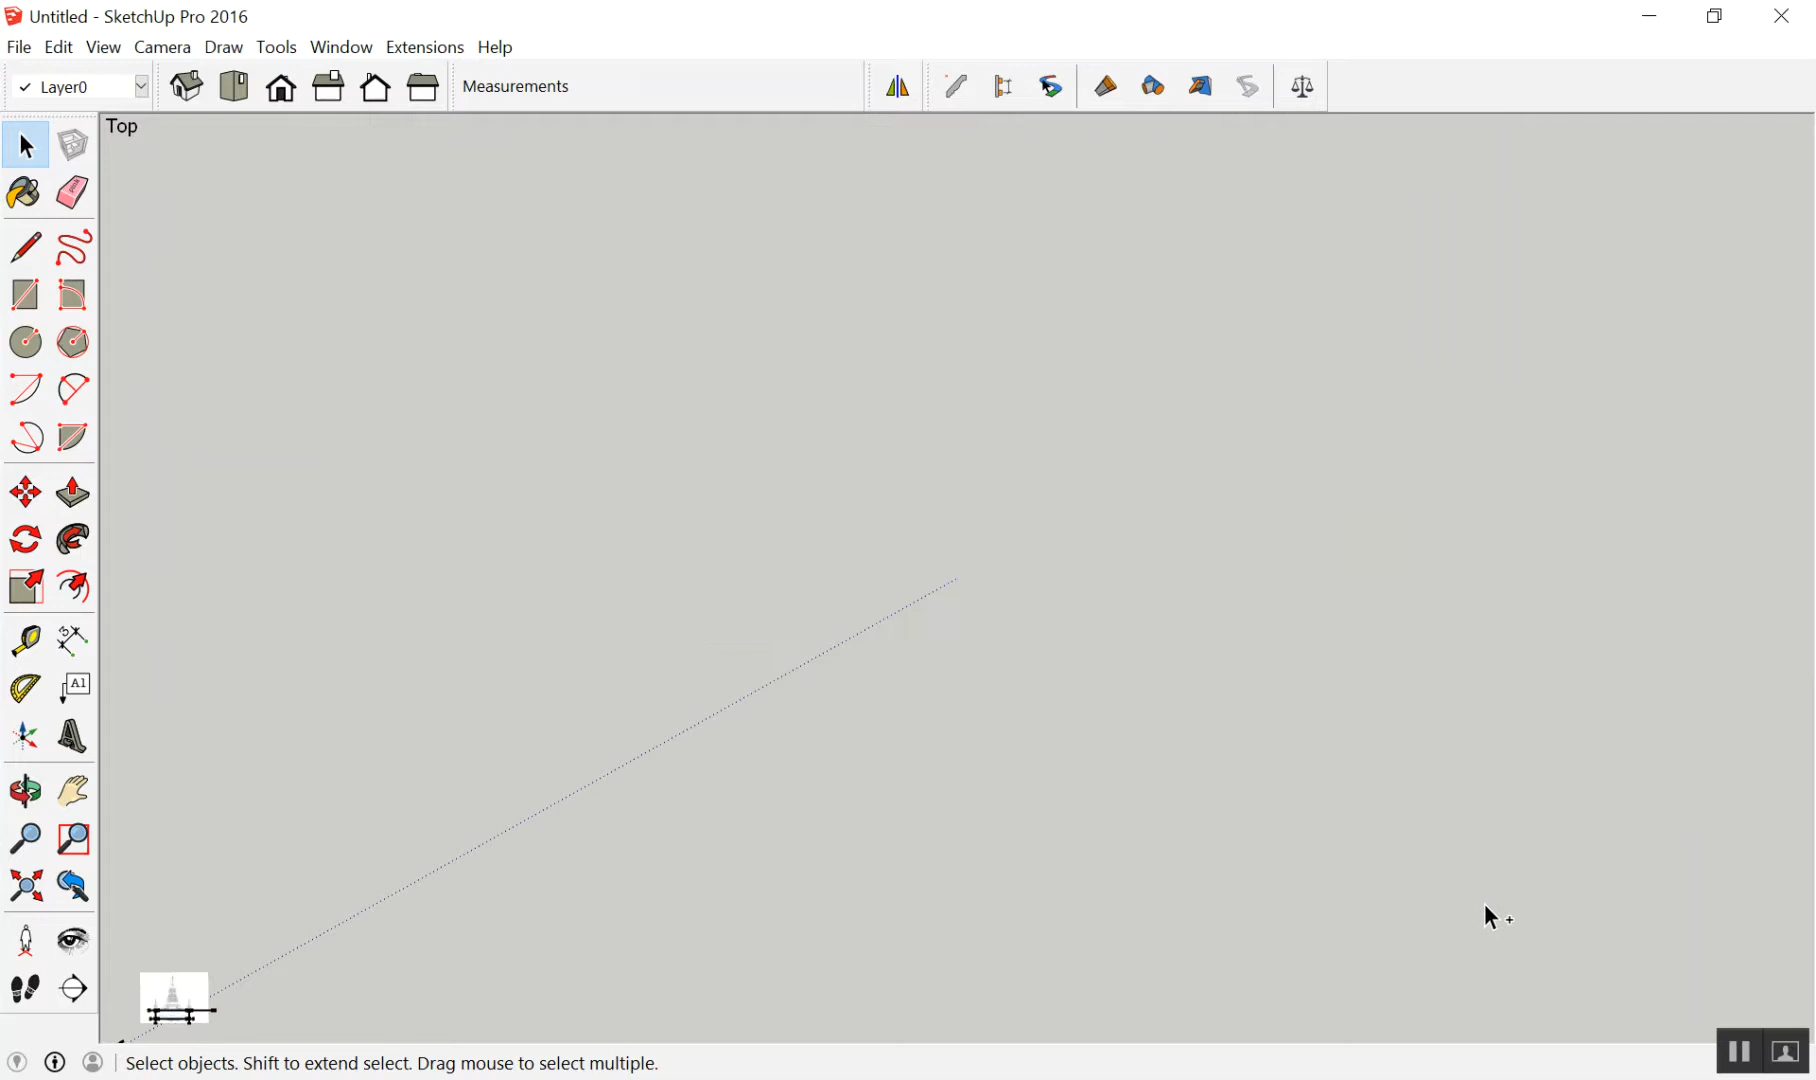 Untitled - SketchUp Pro 2016
File Edit View Camera Draw Tools Window Extensions Help
✓ Layer0
Measurements
Top
A1
Select objects. Shift to extend select. Drag mouse to select multiple.